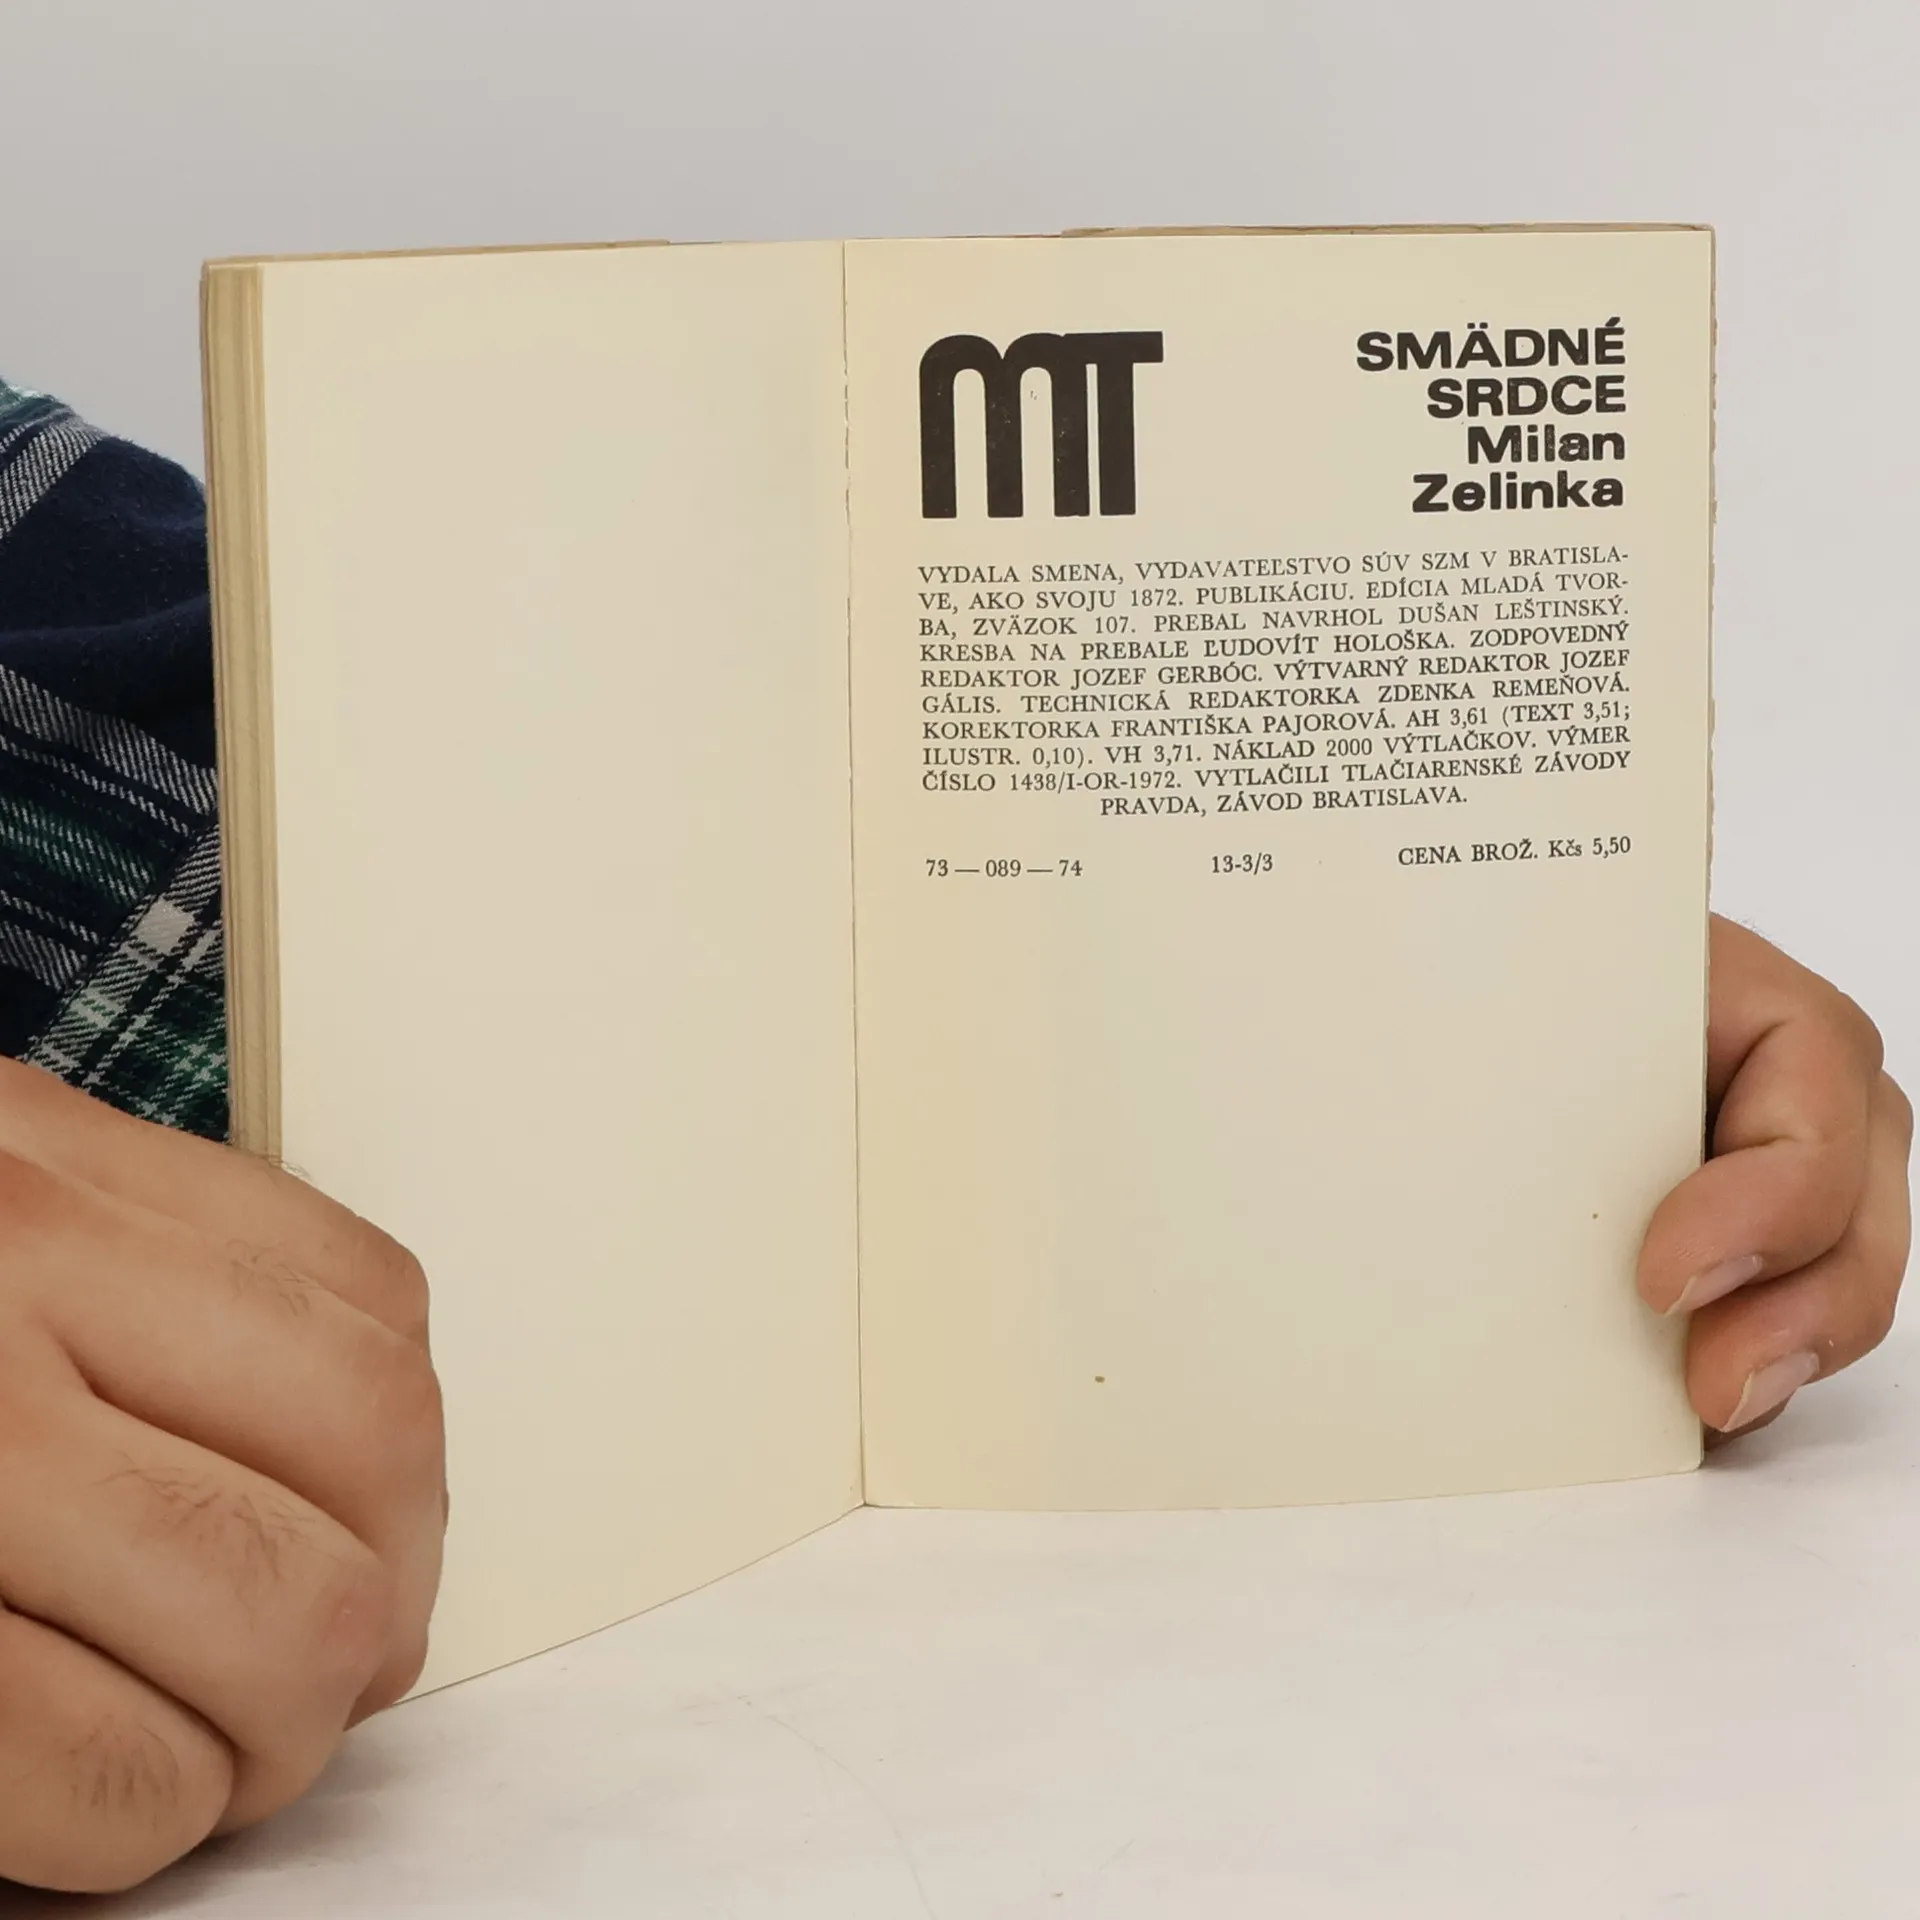 MT
SMÄDNÉ
SRDCE
Milan
Zelinka
VYDALA SMENA, VYDAVATEĽSTVO SÚV SZM V BRATISLA-
VE, AKO SVOJU 1872. PUBLIKÁCIU. EDÍCIA MLADÁ TVOR-
BA, ZVÄZOK 107. PREBAL NAVRHOL DUŠAN LEŠTINSKÝ.
KRESBA NA PREBALE ĽUDOVÍT HOLOŠKA. ZODPOVEDNÝ
REDAKTOR JOZEF GERBÓC. VÝTVARNÝ REDAKTOR JOZEF
GÁLIS. TECHNICKÁ REDAKTORKA ZDENKA REMEŇOVÁ.
KOREKTORKA FRANTIŠKA PAJOROVÁ. AH 3,61 (TEXT 3,51;
ILUSTR. 0,10). VH 3,71. NÁKLAD 2000 VÝTLAČKOV. VÝMER
ČÍSLO 1438/I-OR-1972. VYTLAČILI TLAČIARENSKÉ ZÁVODY
PRAVDA, ZÁVOD BRATISLAVA.
73 — 089 — 74 13-3/3 CENA BROŽ. Kčs 5,50